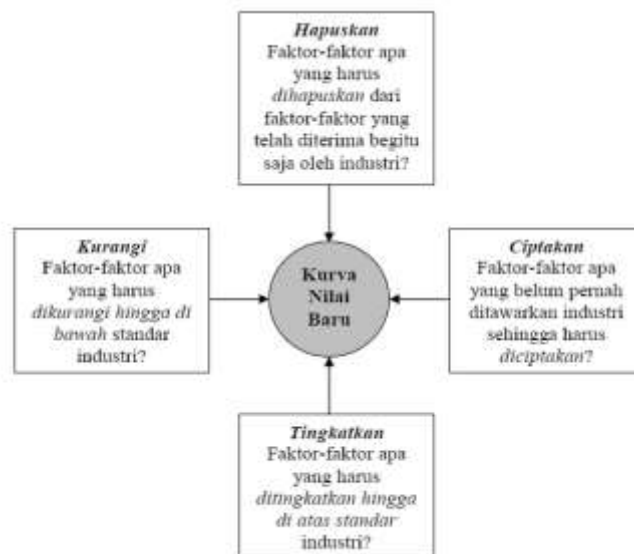 Hapuskan
Faktor-faktor apa
yang harus
dihapuskan dari
faktor-faktor yang
telah diterima begitu
saja oleh industri?
Kurangi
Faktor-faktor apa
yang harus
dikurangi hingga di
bawah standar
industri?
Kurva
Nilai
Baru
Ciptakan
Faktor-faktor apa
yang belum pernah
ditawarkan industri
sehingga harus
diciptakan?
Tingkatkan
Faktor-faktor apa
yang harus
ditingkatkan hingga
di atas standar
industri?